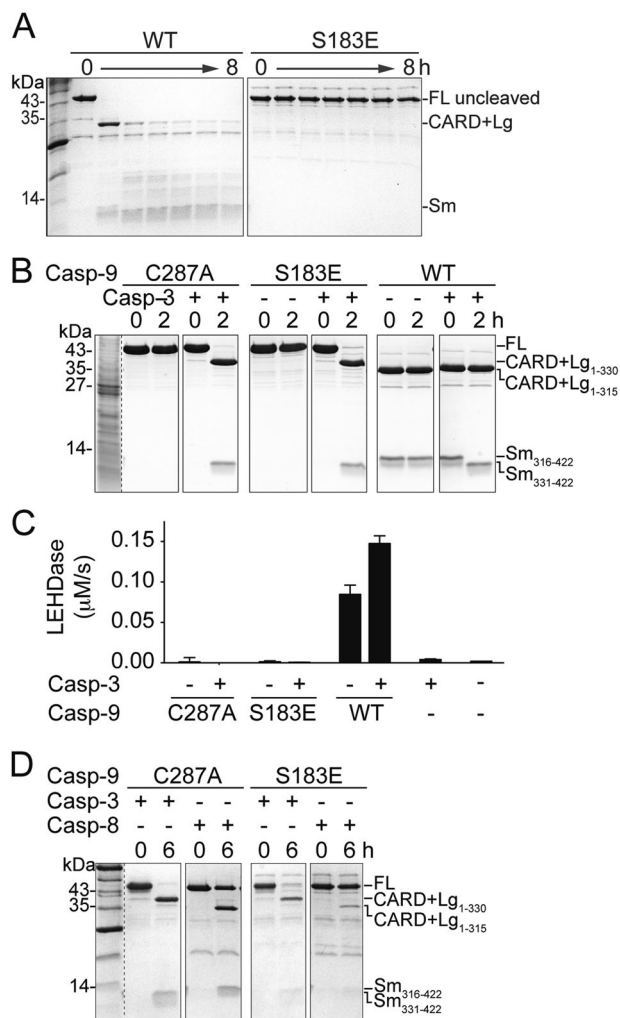 A
WT S183E
0 8 0 8 h
kDa
43- -FL uncleaved
35- -CARD+Lg
14- -Sm
B
Casp-9 C287A S183E WT
Casp-3 - - + + - - + + - - + +
0 2 0 2 0 2 0 2 0 2 0 2 h
kDa
43- -FL
35- CARD+Lg1-330
27- CARD+Lg1-315
14- Sm316-422
Sm331-422
C
LEHDase
(µM/s)
0.15
0.10
0.05
0.00
Casp-3 - + - + - + + -
Casp-9 C287A S183E WT - -
D
Casp-9 C287A S183E
Casp-3 + + - - + + - -
Casp-8 - - + + - - + +
0 6 0 6 0 6 0 6 h
kDa
43- -FL
35- CARD+Lg1-330
CARD+Lg1-315
14- Sm316-422
Sm331-422